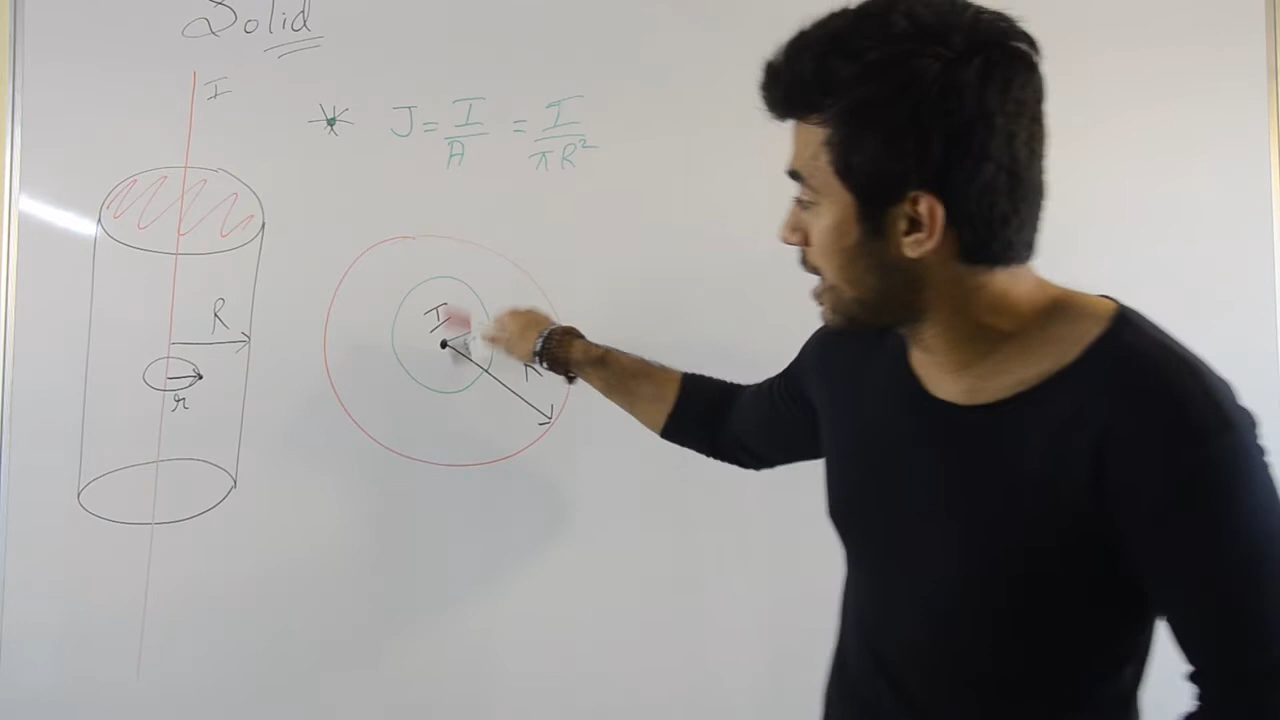 Solid
I
J = I/A = I/πR²
R
r
I